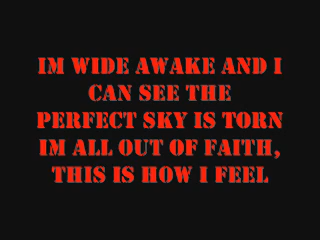 IM WIDE AWAKE AND I
CAN SEE THE
PERFECT SKY IS TORN
IM ALL OUT OF FAITH,
THIS IS HOW I FEEL